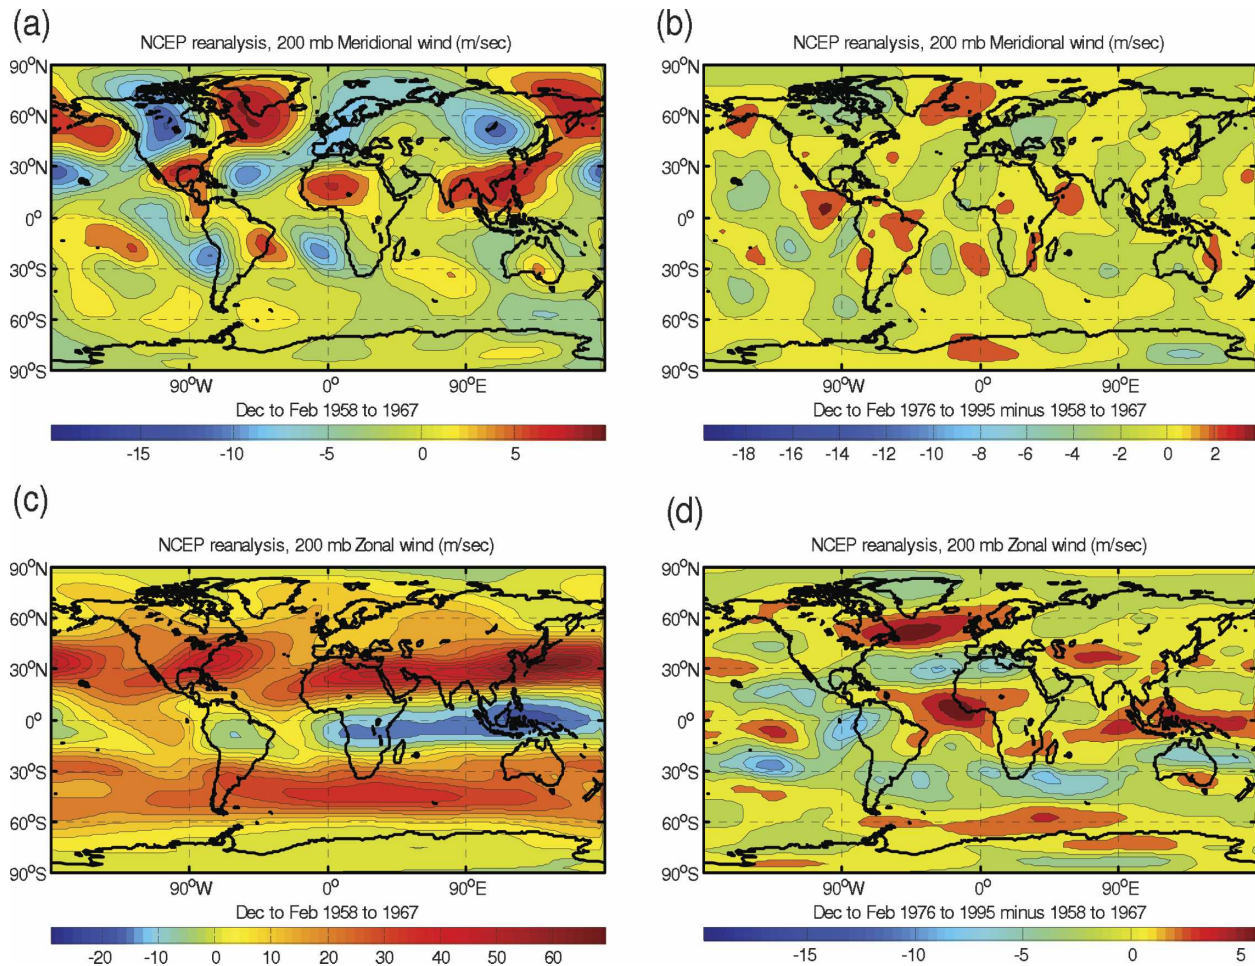 (a)
NCEP reanalysis, 200 mb Meridional wind (m/sec)
90°N
60°N
30°N
0°
30°S
60°S
90°S
90°W 0° 90°E
Dec to Feb 1958 to 1967
-15 -10 -5 0 5
(b)
NCEP reanalysis, 200 mb Meridional wind (m/sec)
90°N
60°N
30°N
0°
30°S
60°S
90°S
90°W 0° 90°E
Dec to Feb 1976 to 1995 minus 1958 to 1967
-18 -16 -14 -12 -10 -8 -6 -4 -2 0 2
(c)
NCEP reanalysis, 200 mb Zonal wind (m/sec)
90°N
60°N
30°N
0°
30°S
60°S
90°S
90°W 0° 90°E
Dec to Feb 1958 to 1967
-20 -10 0 10 20 30 40 50 60
(d)
NCEP reanalysis, 200 mb Zonal wind (m/sec)
90°N
60°N
30°N
0°
30°S
60°S
90°S
90°W 0° 90°E
Dec to Feb 1976 to 1995 minus 1958 to 1967
-15 -10 -5 0 5